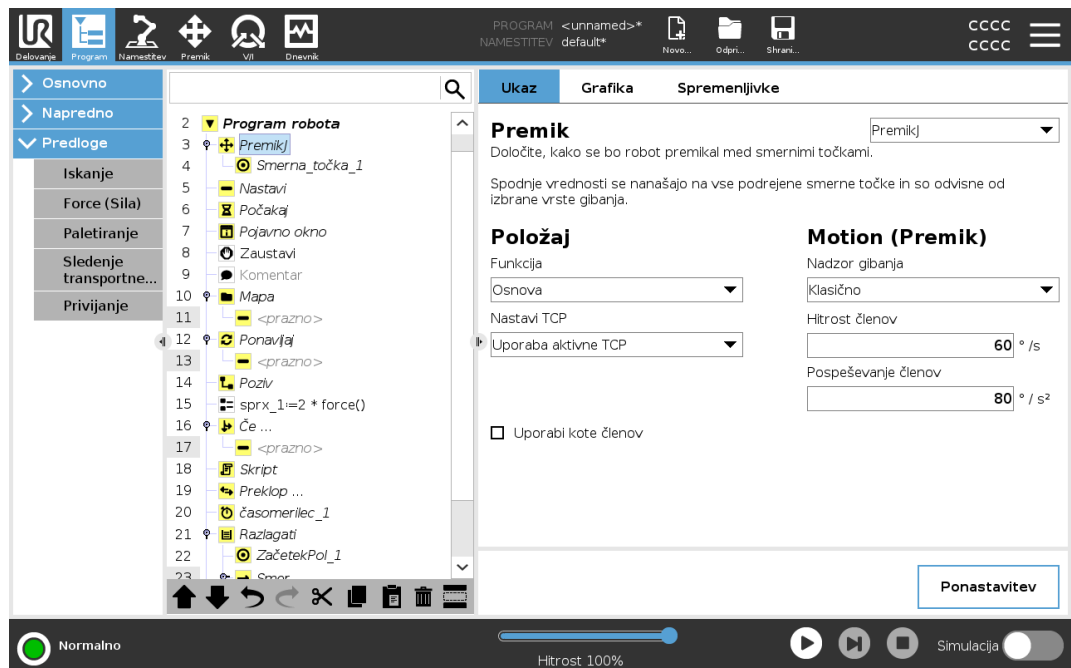 PROGRAM <unnamed>*
NAMESTITEV default*
Delovanje
Program
Namestitev
Premik
V/I
Dnevnik
Novo...
Odpri...
Shrani...
CCCC
CCCC
Osnovno
Napredno
Predloge
Iskanje
Force (Sila)
Paletiranje
Sledenje
transportne...
Privijanje
2 Program robota
3 PremikJ
4 Smerna_točka_1
5 Nastavi
6 Počakaj
7 Pojavno okno
8 Zaustavi
9 Komentar
10 Mapa
11 <prazno>
12 Ponavljaj
13 <prazno>
14 Poziv
15 sprx_1:=2 * force()
16 Če ...
17 <prazno>
18 Skript
19 Preklop ...
20 časomerilec_1
21 Razlagati
22 ZačetekPol_1
23 Smer
Ukaz
Grafika
Spremenljivke
Premik
PremikJ
Določite, kako se bo robot premikal med smernimi točkami.
Spodnje vrednosti se nanašajo na vse podrejene smerne točke in so odvisne od
izbrane vrste gibanja.
Položaj
Funkcija
Osnova
Nastavi TCP
Uporaba aktivne TCP
Uporabi kote členov
Motion (Premik)
Nadzor gibanja
Klasično
Hitrost členov
60 °/s
Pospeševanje členov
80 ° / s²
Ponastavitev
Normalno
Hitrost 100%
Simulacija